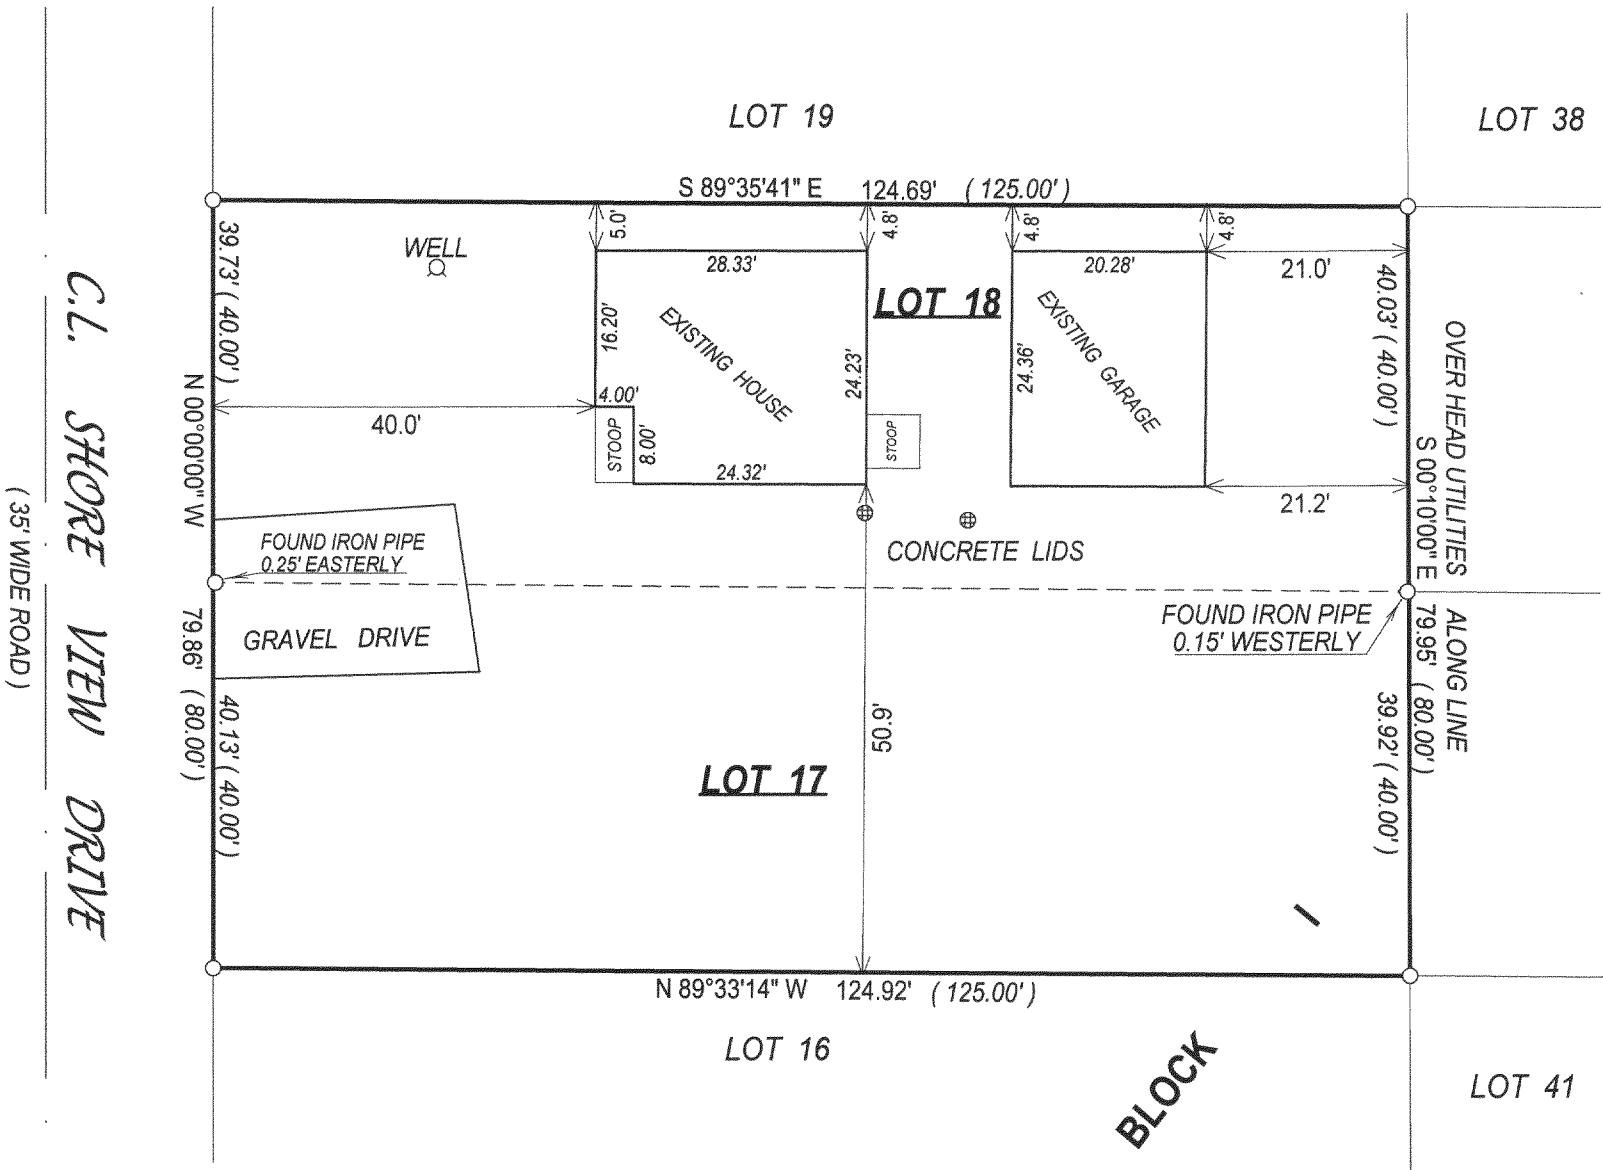 LOT 19
LOT 38
S 89°35'41" E 124.69' ( 125.00' )
5.0'
4.8'
4.8'
4.8'
WELL
28.33'
20.28'
21.0'
LOT 18
39.73' ( 40.00' )
40.03' ( 40.00' )
16.20'
EXISTING HOUSE
24.23'
24.36'
EXISTING GARAGE
4.00'
40.0'
STOOP
8.00'
STOOP
24.32'
21.2'
N 00°00'00" W
79.86' ( 80.00' )
OVER HEAD UTILITIES ALONG LINE
S 00°10'00" E 79.95' ( 80.00' )
C.L. SHORE VIEW DRIVE
( 35' WIDE ROAD )
FOUND IRON PIPE
0.25' EASTERLY
CONCRETE LIDS
GRAVEL DRIVE
FOUND IRON PIPE
0.15' WESTERLY
40.13' ( 40.00' )
39.92' ( 40.00' )
50.9'
LOT 17
N 89°33'14" W 124.92' ( 125.00' )
LOT 16
BLOCK I
LOT 41